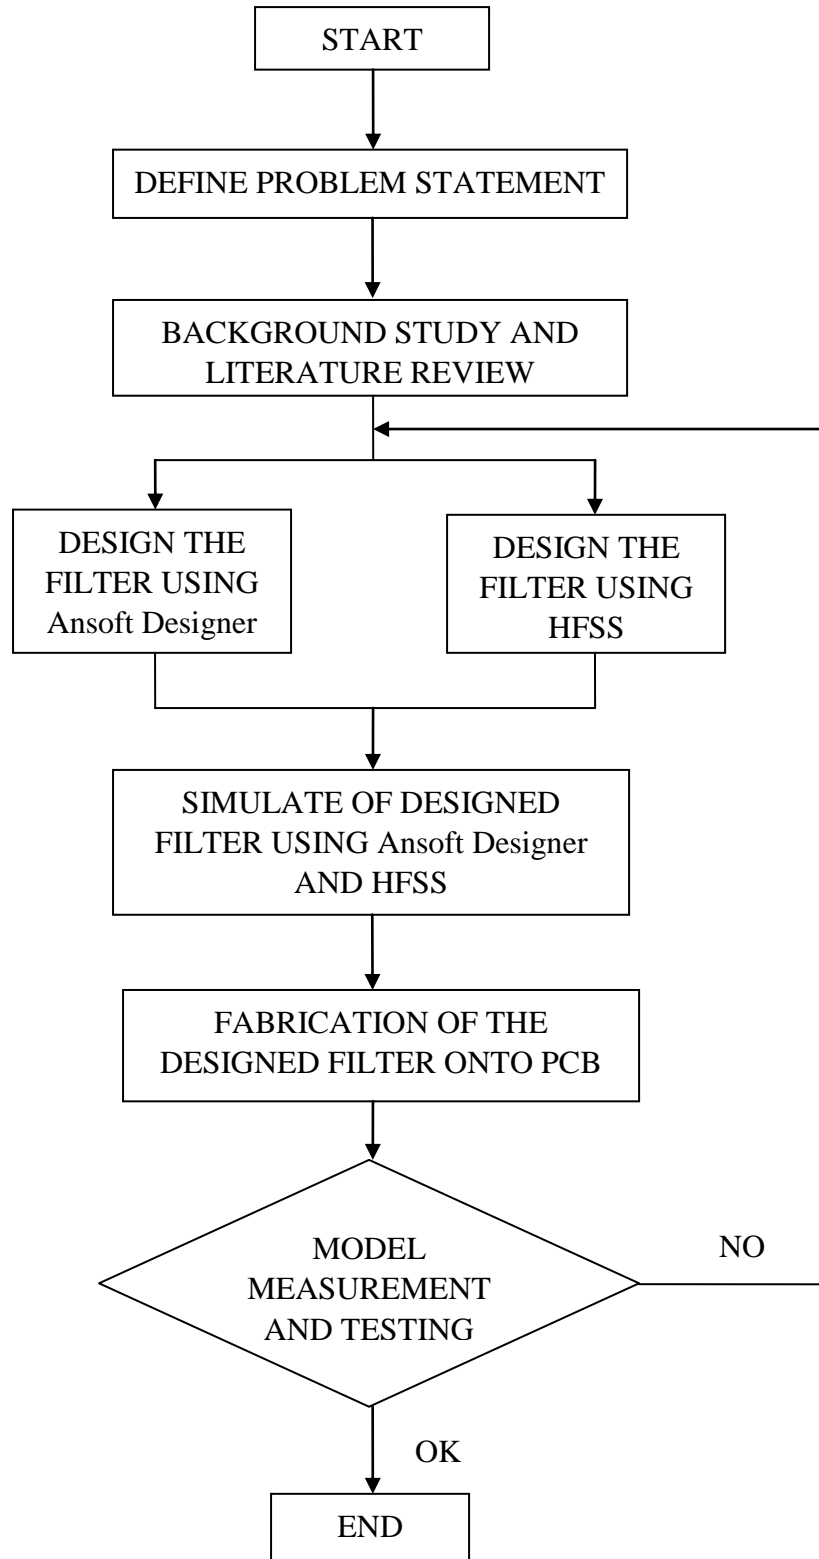 START
DEFINE PROBLEM STATEMENT
BACKGROUND STUDY AND
LITERATURE REVIEW
DESIGN THE
FILTER USING
Ansoft Designer
DESIGN THE
FILTER USING
HFSS
SIMULATE OF DESIGNED
FILTER USING Ansoft Designer
AND HFSS
FABRICATION OF THE
DESIGNED FILTER ONTO PCB
MODEL
MEASUREMENT
AND TESTING
NO
OK
END